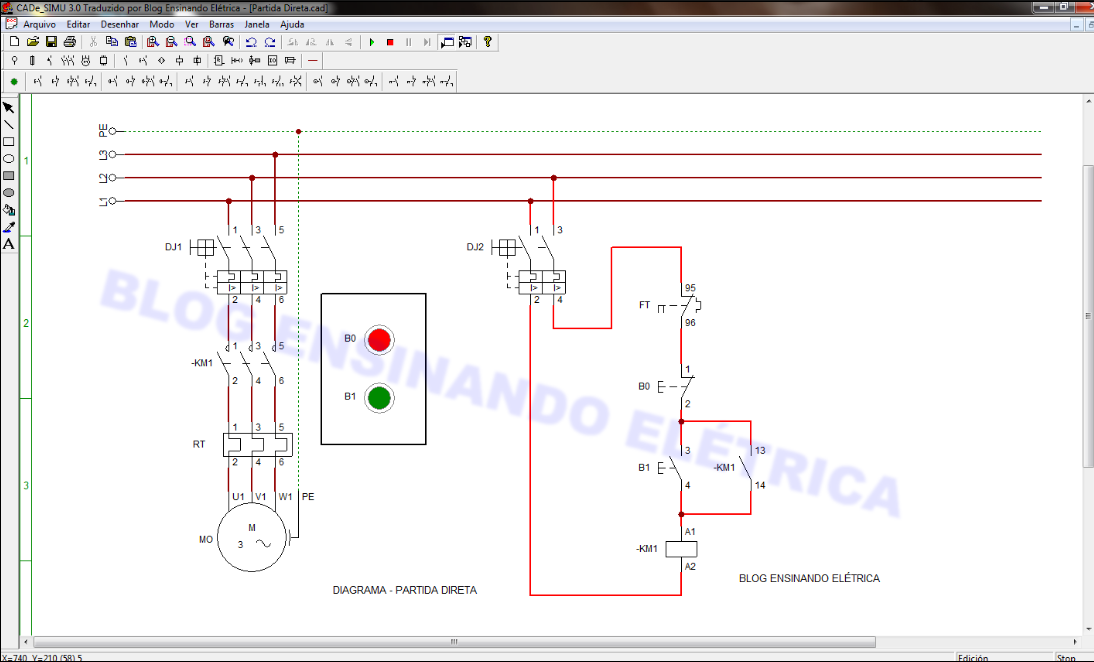 CADe_SIMU 3.0 Traduzido por Blog Ensinando Elétrica - [Partida Direta.cad]
Arquivo Editar Desenhar Modo Ver Barras Janela Ajuda
PE
L3
L2
L1
1
2
3
DJ1
1 3 5
I> I> I>
2 4 6
DJ2
1 3
I> I>
2 4
-KM1
1 3 5
2 4 6
RT
1 3 5
2 4 6
U1 V1 W1 PE
MO
M
3
B0
B1
FT
95
96
B0
1
2
B1
3
4
-KM1
13
14
-KM1
A1
A2
BLOG ENSINANDO ELÉTRICA
DIAGRAMA - PARTIDA DIRETA
BLOG ENSINANDO ELÉTRICA
X=740 Y=210 (58) 5
Edición
Stop